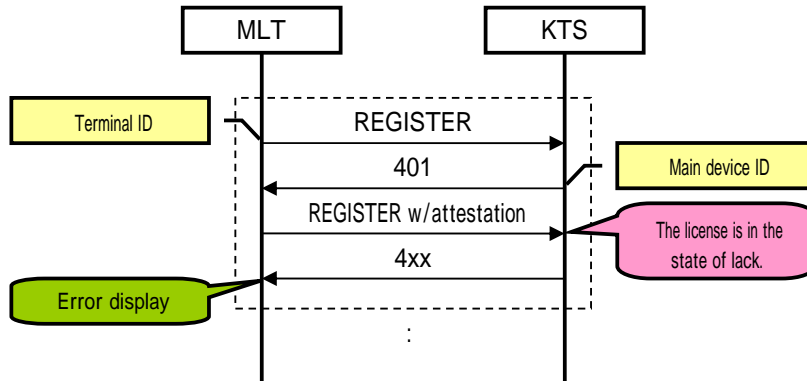 MLT
KTS
Terminal ID
REGISTER
401
Main device ID
REGISTER w/attestation
The license is in the
state of lack.
4xx
Error display
: